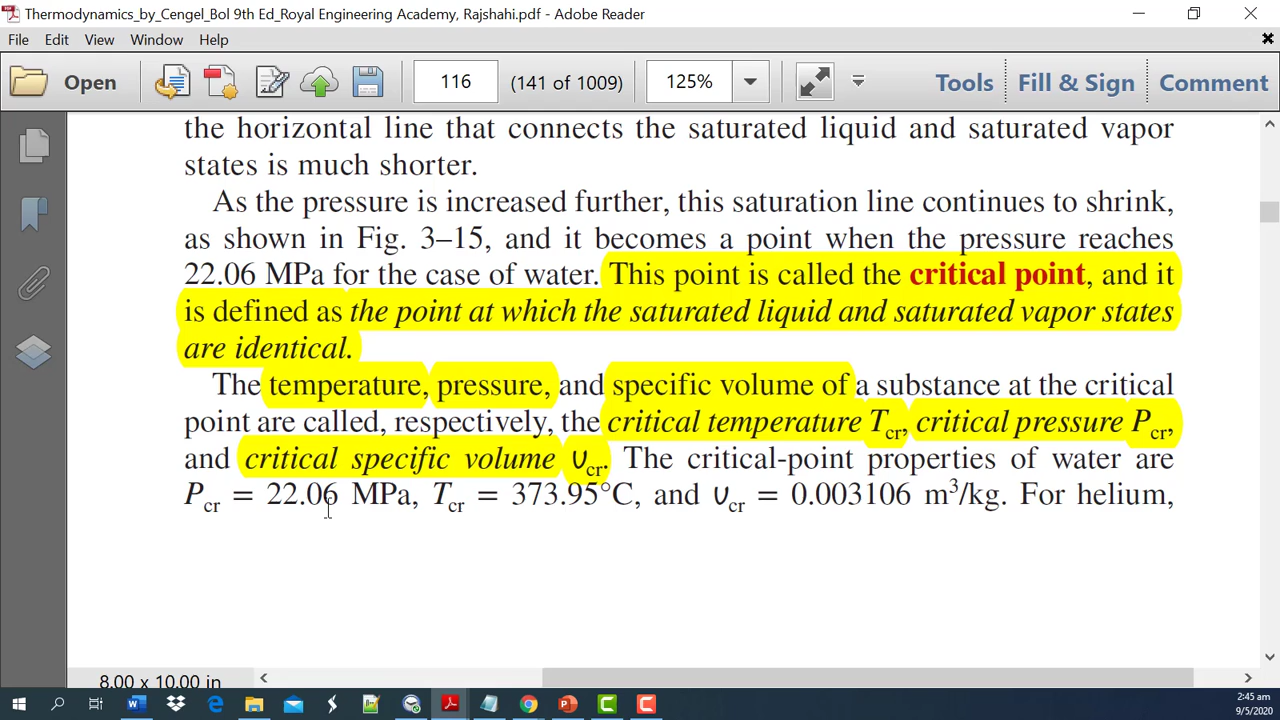 Thermodynamics_by_Cengel_Bol 9th Ed_Royal Engineering Academy, Rajshahi.pdf - Adobe Reader
File Edit View Window Help
Open 116 (141 of 1009) 125% Tools Fill & Sign Comment
the horizontal line that connects the saturated liquid and saturated vapor
states is much shorter.
As the pressure is increased further, this saturation line continues to shrink,
as shown in Fig. 3–15, and it becomes a point when the pressure reaches
22.06 MPa for the case of water. This point is called the critical point, and it
is defined as the point at which the saturated liquid and saturated vapor states
are identical.
The temperature, pressure, and specific volume of a substance at the critical
point are called, respectively, the critical temperature Tcr, critical pressure Pcr,
and critical specific volume υcr. The critical-point properties of water are
Pcr = 22.06 MPa, Tcr = 373.95°C, and υcr = 0.003106 m³/kg. For helium,
8.00 x 10.00 in
2:45 am
9/5/2020